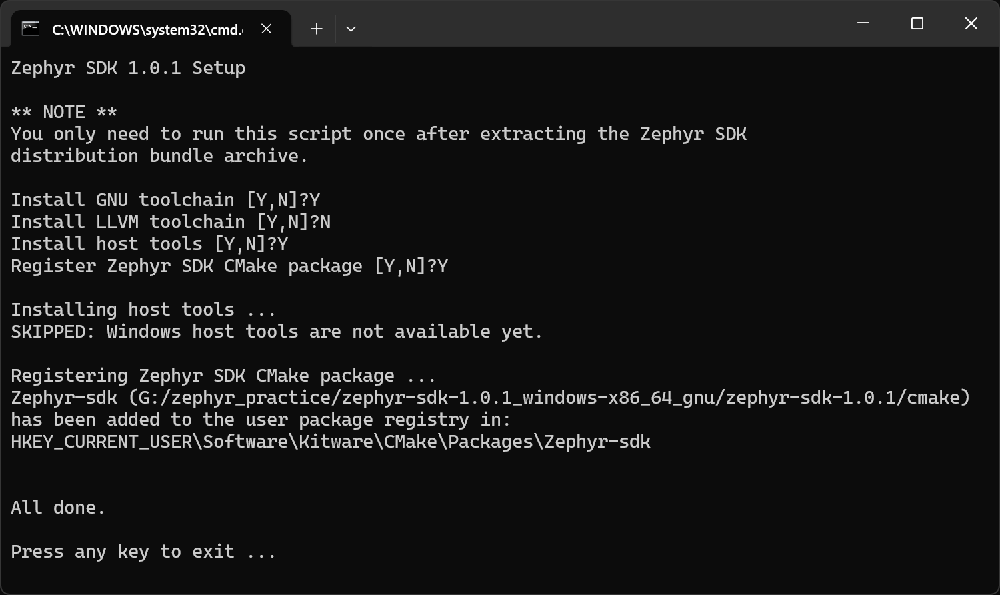 C:\WINDOWS\system32\cmd.
Zephyr SDK 1.0.1 Setup
** NOTE **
You only need to run this script once after extracting the Zephyr SDK
distribution bundle archive.
Install GNU toolchain [Y,N]?Y
Install LLVM toolchain [Y,N]?N
Install host tools [Y,N]?Y
Register Zephyr SDK CMake package [Y,N]?Y
Installing host tools ...
SKIPPED: Windows host tools are not available yet.
Registering Zephyr SDK CMake package ...
Zephyr-sdk (G:/zephyr_practice/zephyr-sdk-1.0.1_windows-x86_64_gnu/zephyr-sdk-1.0.1/cmake)
has been added to the user package registry in:
HKEY_CURRENT_USER\Software\Kitware\CMake\Packages\Zephyr-sdk
All done.
Press any key to exit ...